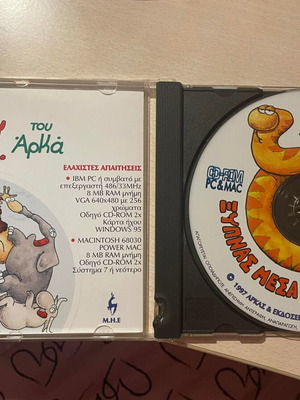 του
Αρκά
ΕΛΑΧΙΣΤΕΣ ΑΠΑΙΤΗΣΕΙΣ
• IBM PC ή συμβατό με
επεξεργαστή 486/33MHz
8 MB RAM μνήμη
VGA 640x480 με 256
χρώματα
Οδηγό CD-ROM 2x
Κάρτα ήχου
WINDOWS 95
• MACINTOSH 68030
POWER MAC
8 MB RAM μνήμη
Οδηγό CD-ROM 2x
Σύστημα 7 ή νεότερο
Μ.Η.Ε
CD-ROM
PC & MAC
ΞΥΠΝΑΣ ΜΕΣΑ
© 1997 ΑΡΚΑΣ & ΕΚΔΟΣΕ